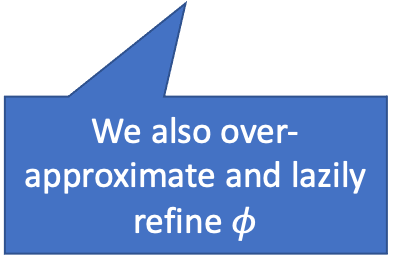 We also over-
approximate and lazily
refine ϕ